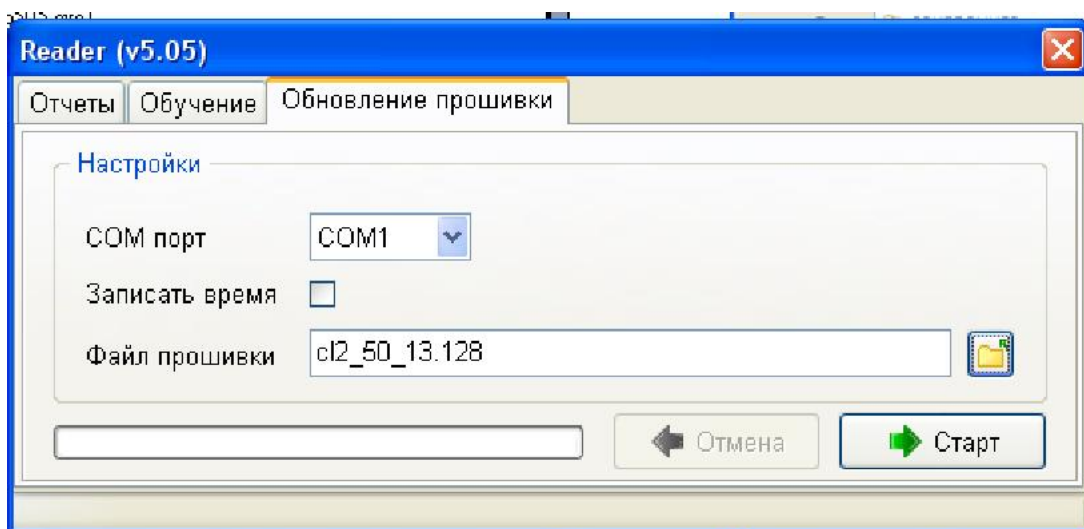 Reader (v5.05)
Отчеты Обучение Обновление прошивки
Настройки
COM порт COM1
Записать время
Файл прошивки cl2_50_13.128
Отмена Старт